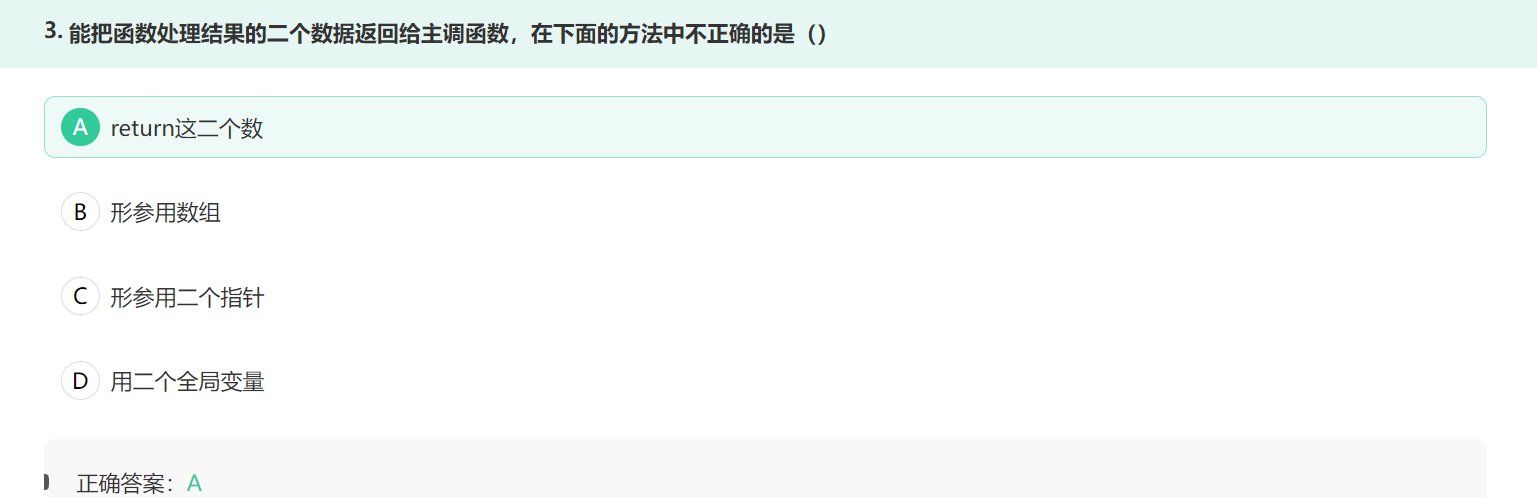 3. 能把函数处理结果的二个数据返回给主调函数，在下面的方法中不正确的是（）
A return这二个数
B 形参用数组
C 形参用二个指针
D 用二个全局变量
正确答案：A